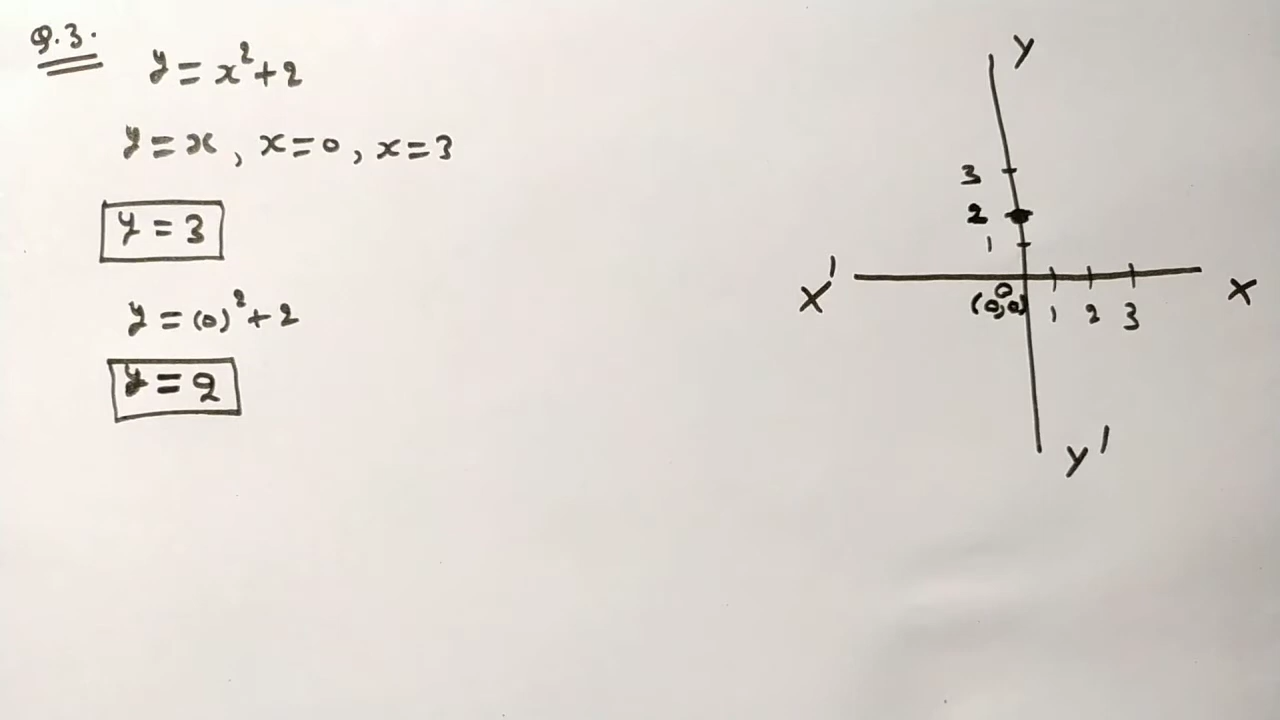 Q.3.
y = x² + 2
y = x, x = 0, x = 3
y = 3
y = (0)² + 2
y = 2
Y
3
2
1
X'
X
0
(0,0)
1 2 3
Y'